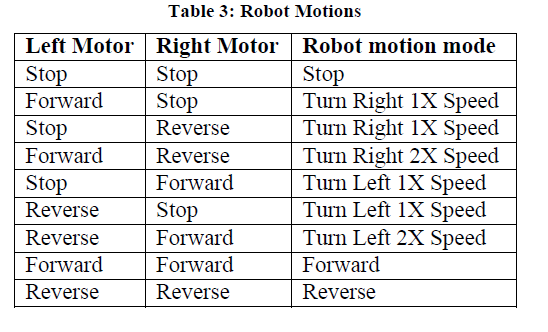 Table 3: Robot Motions
Left Motor Right Motor Robot motion mode
Stop Stop Stop
Forward Stop Turn Right 1X Speed
Stop Reverse Turn Right 1X Speed
Forward Reverse Turn Right 2X Speed
Stop Forward Turn Left 1X Speed
Reverse Stop Turn Left 1X Speed
Reverse Forward Turn Left 2X Speed
Forward Forward Forward
Reverse Reverse Reverse